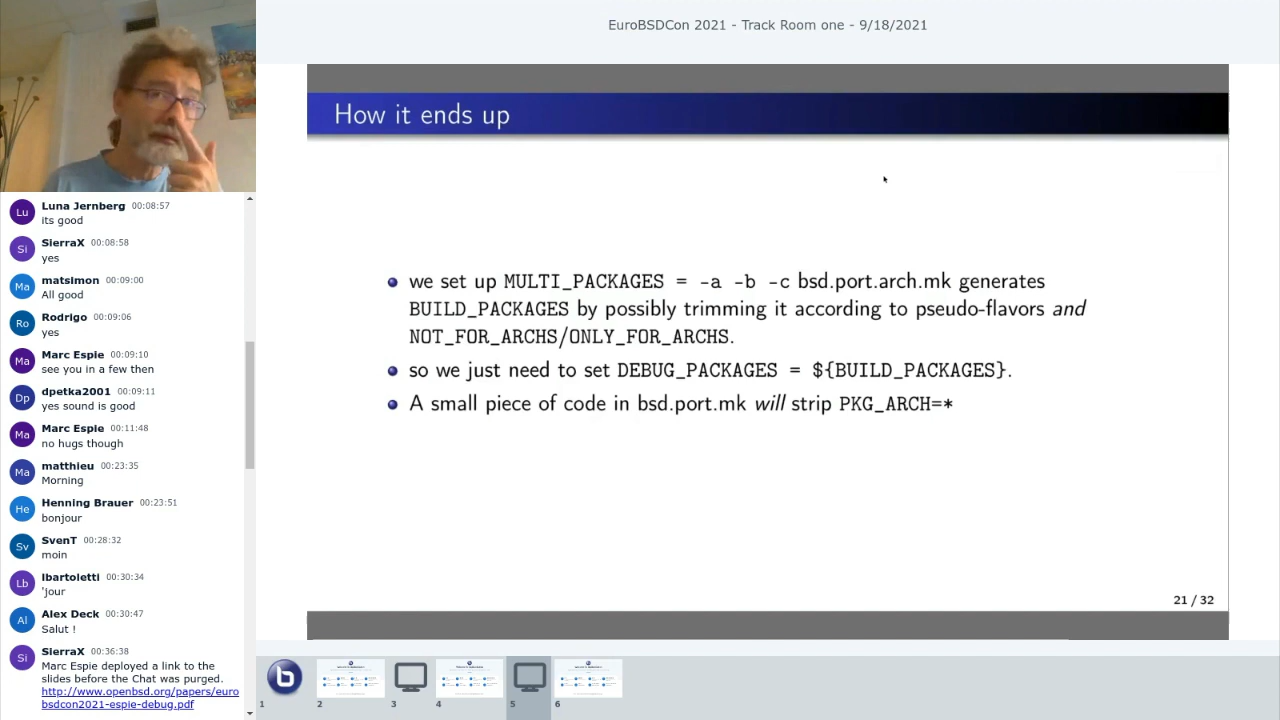 EuroBSDCon 2021 - Track Room one - 9/18/2021
How it ends up
we set up MULTI_PACKAGES = -a -b -c bsd.port.arch.mk generates
BUILD_PACKAGES by possibly trimming it according to pseudo-flavors and
NOT_FOR_ARCHS/ONLY_FOR_ARCHS.
so we just need to set DEBUG_PACKAGES = ${BUILD_PACKAGES}.
A small piece of code in bsd.port.mk will strip PKG_ARCH=*
21 / 32
Lu Luna Jernberg 00:08:57
its good
Si SierraX 00:08:58
yes
Ma matsimon 00:09:00
All good
Ro Rodrigo 00:09:06
yes
Ma Marc Espie 00:09:10
see you in a few then
Dp dpetka2001 00:09:11
yes sound is good
Ma Marc Espie 00:11:48
no hugs though
Ma matthieu 00:23:35
Morning
He Henning Brauer 00:23:51
bonjour
Sv SvenT 00:28:32
moin
Lb lbartoletti 00:30:34
'jour
Al Alex Deck 00:30:47
Salut !
Si SierraX 00:36:38
Marc Espie deployed a link to the
slides before the Chat was purged.
http://www.openbsd.org/papers/euro
bsdcon2021-espie-debug.pdf
b
1 2 3 4 5 6